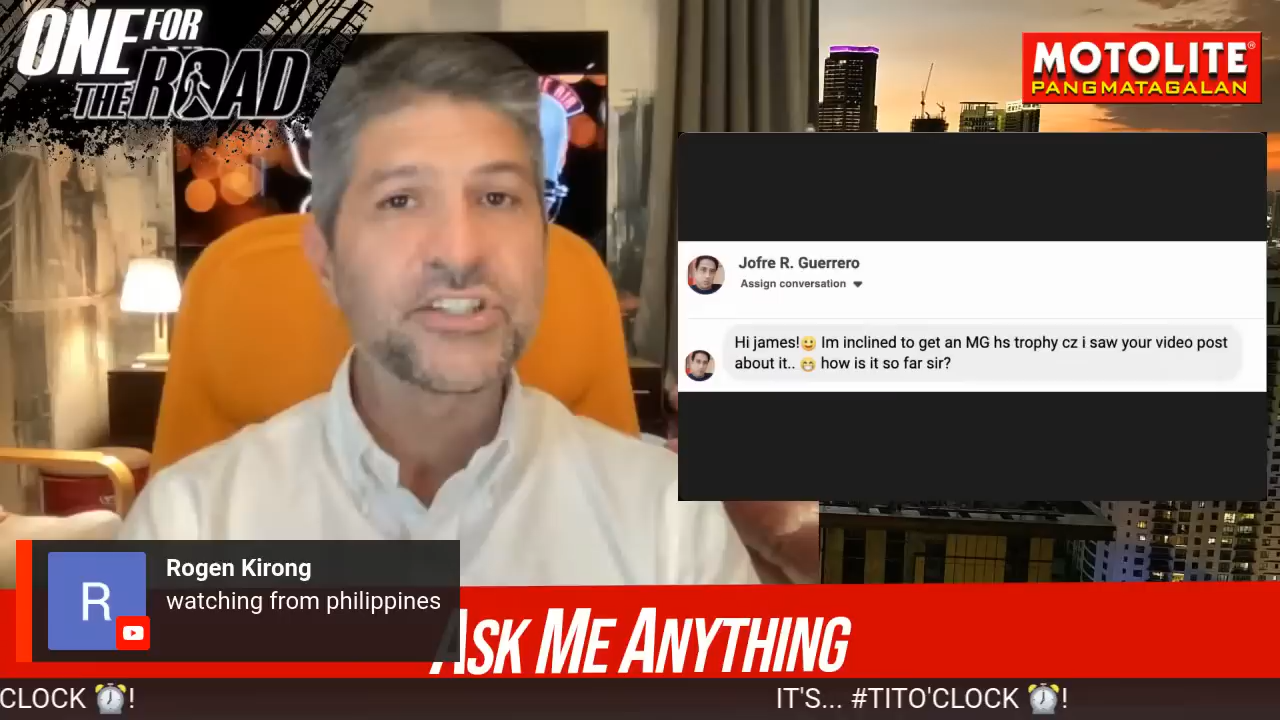 ONE FOR
THE ROAD
MOTOLITE®
PANGMATAGALAN
Jofre R. Guerrero
Assign conversation
Hi james!😀 Im inclined to get an MG hs trophy cz i saw your video post
about it.. 😁 how is it so far sir?
R
Rogen Kirong
watching from philippines
ASK ME ANYTHING
CLOCK ⏰!
IT'S... #TITO'CLOCK ⏰!